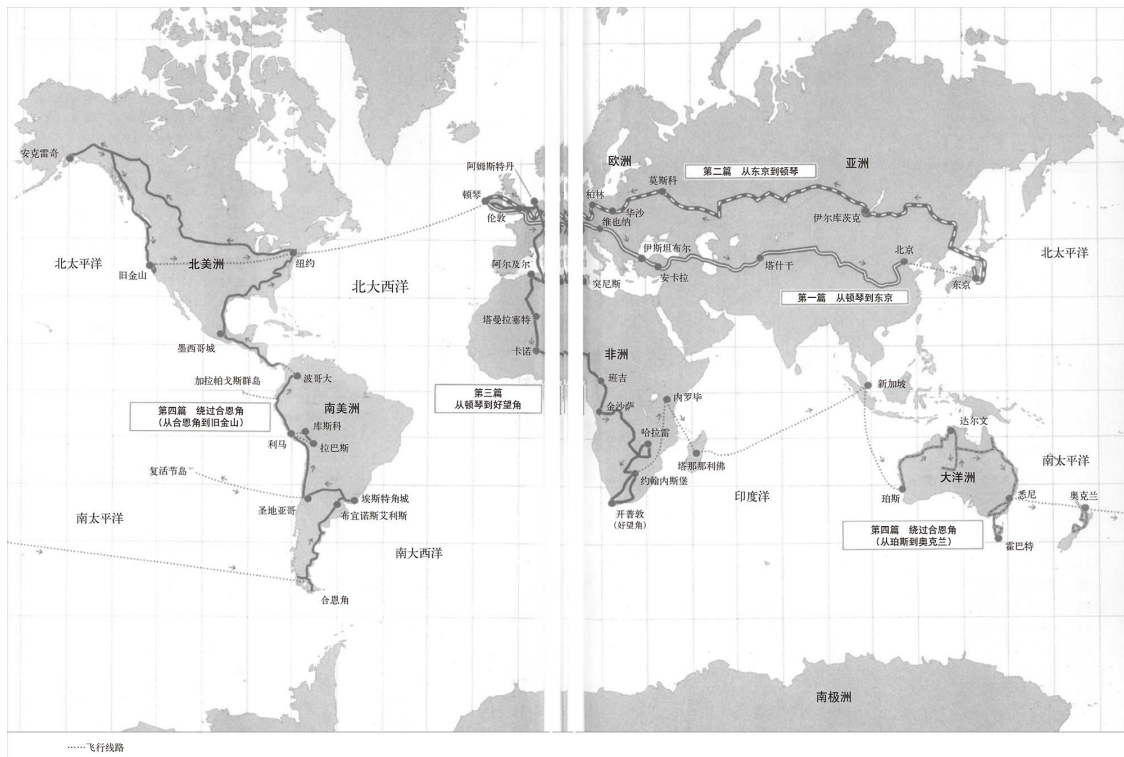 安克雷奇
阿姆斯特丹
欧洲
第二篇 从东京到顿琴
亚洲
顿琴
伦敦
柏林
莫斯科
华沙
维也纳
伊尔库茨克
北太平洋
北美洲
旧金山
纽约
北大西洋
阿尔及尔
突尼斯
伊斯坦布尔
安卡拉
塔什干
北京
东京
北太平洋
第一篇 从顿琴到东京
塔曼拉塞特
墨西哥城
卡诺
非洲
加拉帕戈斯群岛
波哥大
第三篇
从顿琴到好望角
班吉
新加坡
第四篇 绕过合恩角
(从合恩角到旧金山)
南美洲
库斯科
利马
拉巴斯
金沙萨
内罗毕
哈拉雷
塔那那利佛
达尔文
南太平洋
复活节岛
圣地亚哥
埃斯特角城
布宜诺斯艾利斯
约翰内斯堡
印度洋
珀斯
大洋洲
悉尼
奥克兰
南太平洋
南大西洋
开普敦
(好望角)
第四篇 绕过合恩角
(从珀斯到奥克兰)
霍巴特
合恩角
南极洲
……飞行线路